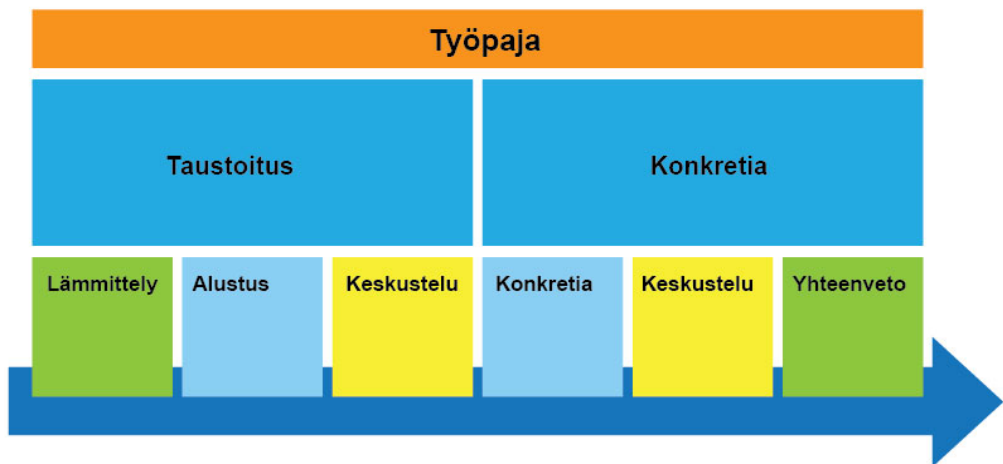 Työpaja
Taustoitus
Konkretia
Lämmittely
Alustus
Keskustelu
Konkretia
Keskustelu
Yhteenveto